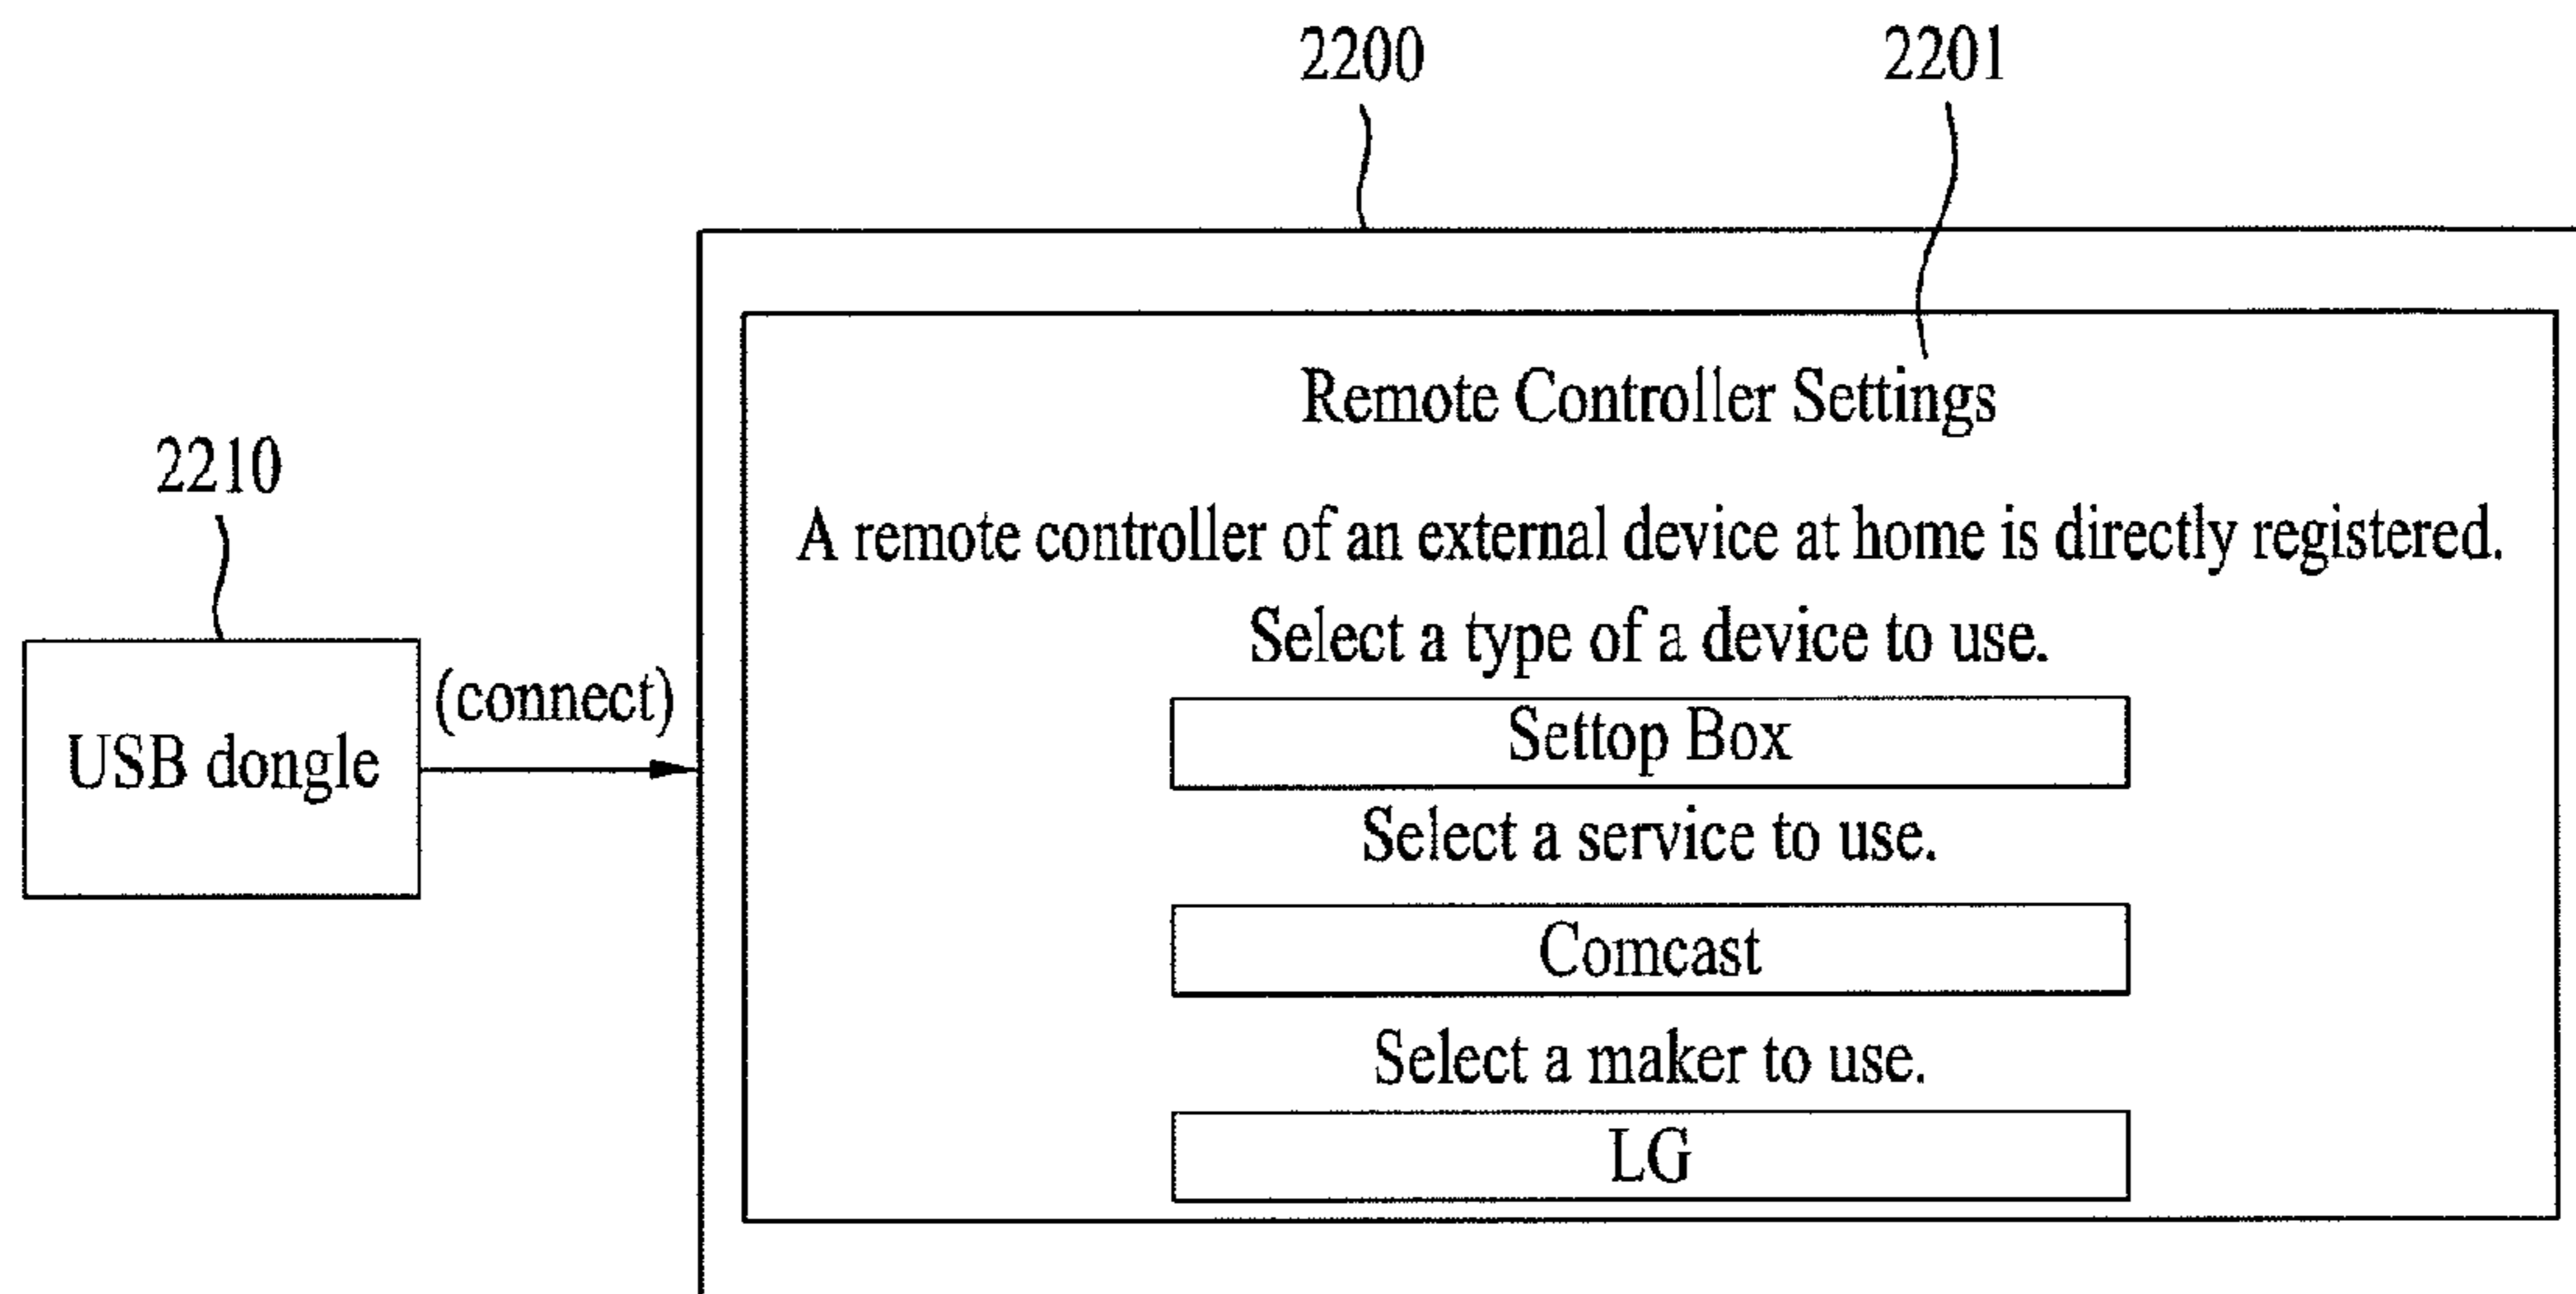 2200
2201
Remote Controller Settings
2210
A remote controller of an external device at home is directly registered.
Select a type of a device to use.
(connect)
Settop Box
USB dongle
Select a service to use.
Comcast
Select a maker to use.
LG